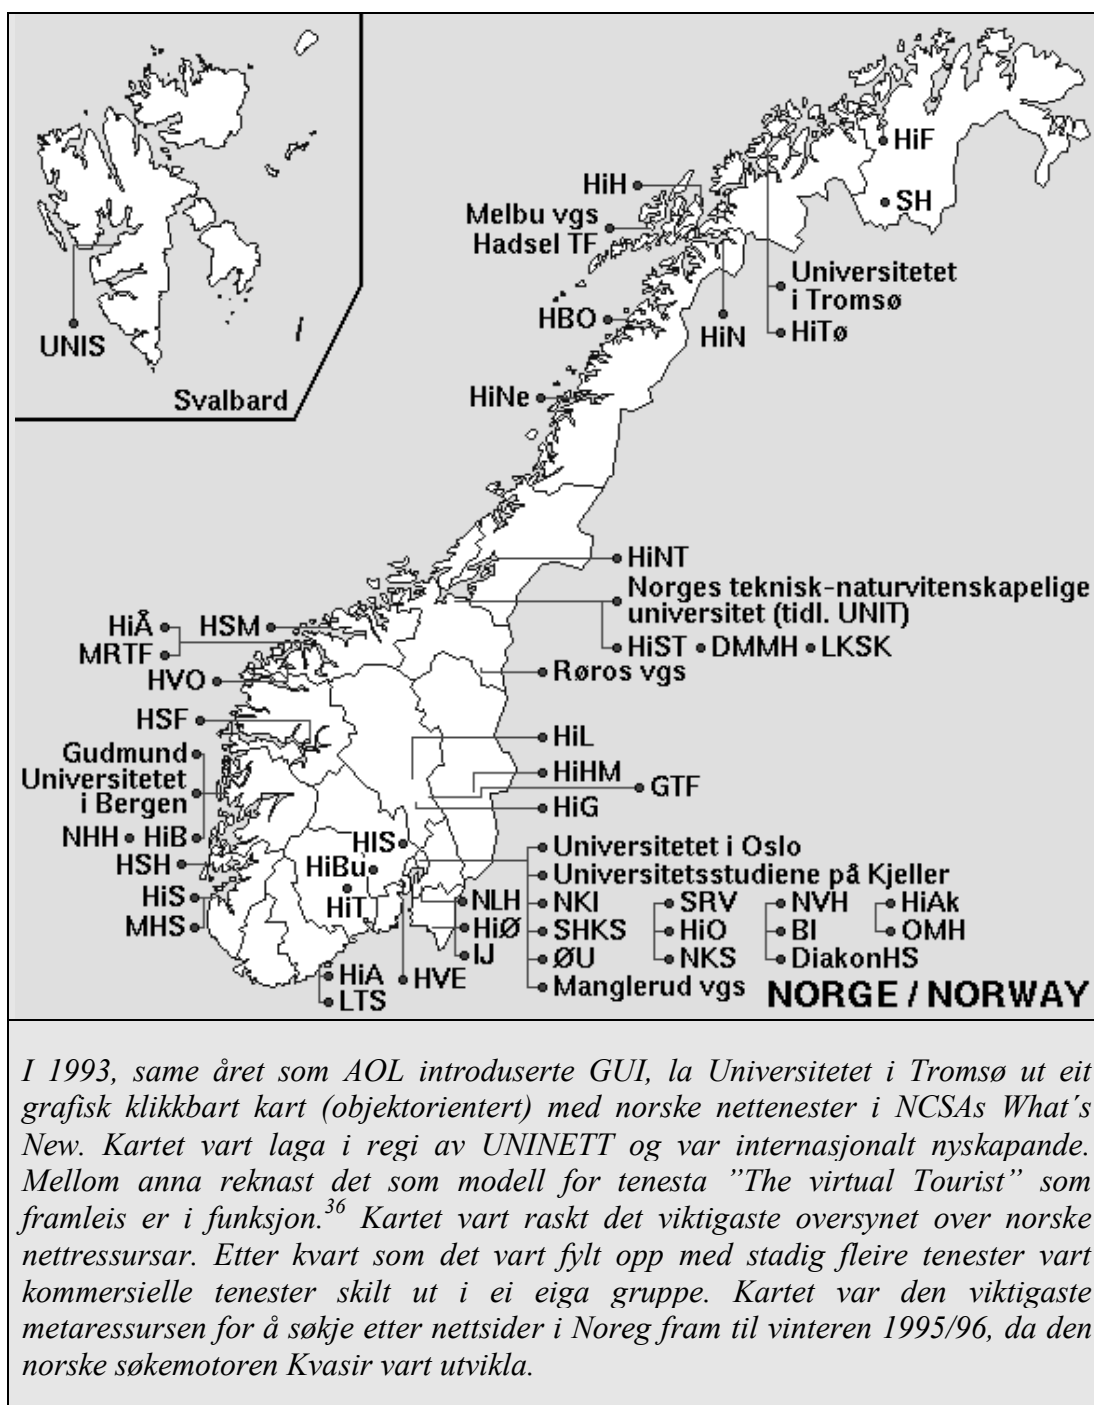 HiF
HiH
SH
Melbu vgs
Hadsel TF
Universitetet
i Tromsø
HBO
HiN
HiTø
UNIS
Svalbard
HiNe
HiNT
Norges teknisk-naturvitenskapelige
universitet (tidl. UNIT)
HiÅ
HSM
HiST
DMMH
LKSK
MRTF
HVO
Røros vgs
HSF
HiL
Gudmund
HiHM
Universitetet
i Bergen
GTF
HiG
NHH
HiB
HIS
Universitetet i Oslo
HSH
HiBu
Universitetsstudiene på Kjeller
HiS
HiT
NLH
NKI
SRV
NVH
HiAk
MHS
HiØ
SHKS
HiO
BI
OMH
IJ
ØU
NKS
DiakonHS
HiA
HVE
Manglerud vgs
LTS
NORGE / NORWAY
I 1993, same året som AOL introduserte GUI, la Universitetet i Tromsø ut eit
grafisk klikkbart kart (objektorientert) med norske nettenester i NCSAs What´s
New. Kartet vart laga i regi av UNINETT og var internasjonalt nyskapande.
Mellom anna reknast det som modell for tenesta ”The virtual Tourist” som
framleis er i funksjon.36 Kartet vart raskt det viktigaste oversynet over norske
nettressursar. Etter kvart som det vart fylt opp med stadig fleire tenester vart
kommersielle tenester skilt ut i ei eiga gruppe. Kartet var den viktigaste
metaressursen for å søkje etter nettsider i Noreg fram til vinteren 1995/96, da den
norske søkemotoren Kvasir vart utvikla.